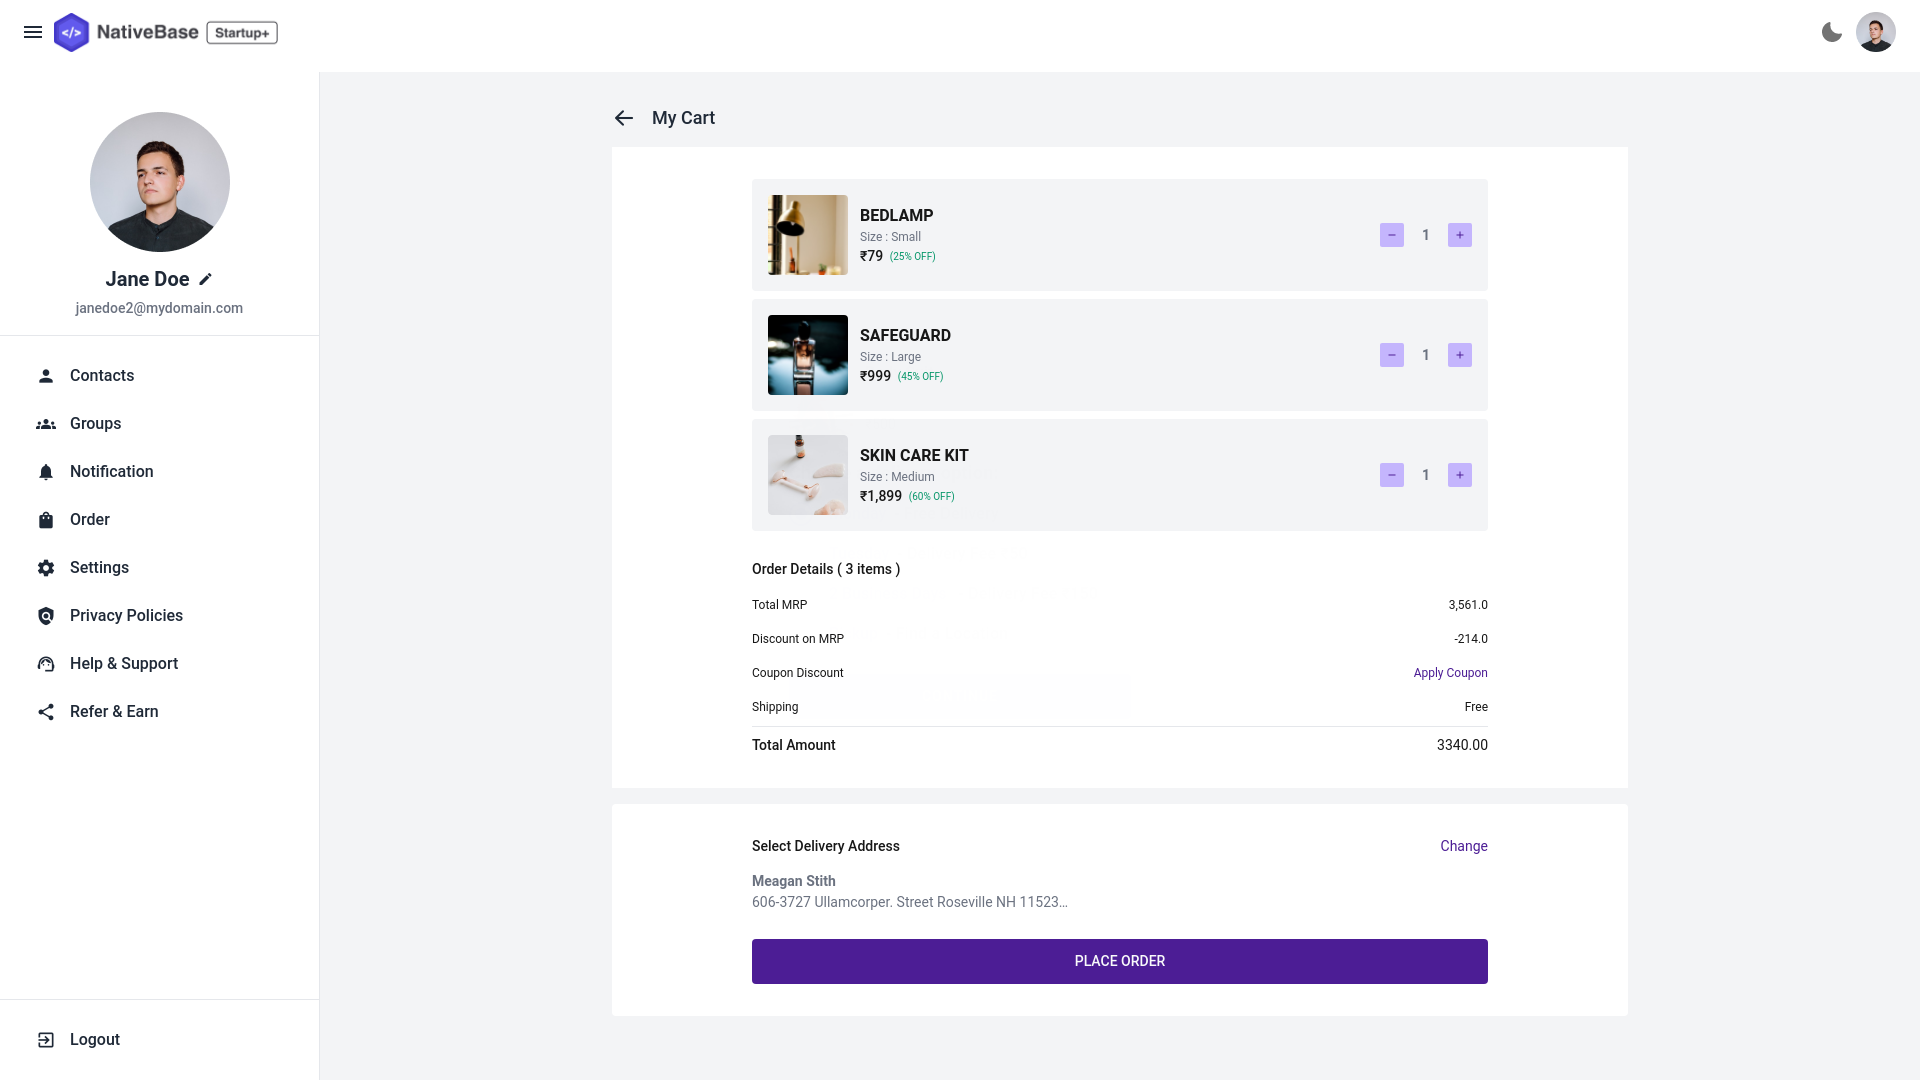 NativeBase Startup+
Jane Doe
janedoe2@mydomain.com
Contacts
Groups
Notification
Order
Settings
Privacy Policies
Help & Support
Refer & Earn
Logout
My Cart
BEDLAMP
Size : Small
₹79 (25% OFF)
1
SAFEGUARD
Size : Large
₹999 (45% OFF)
1
SKIN CARE KIT
Size : Medium
₹1,899 (60% OFF)
1
Order Details ( 3 items )
Total MRP 3,561.0
Discount on MRP -214.0
Coupon Discount Apply Coupon
Shipping Free
Total Amount 3340.00
Select Delivery Address Change
Meagan Stith
606-3727 Ullamcorper. Street Roseville NH 11523...
PLACE ORDER